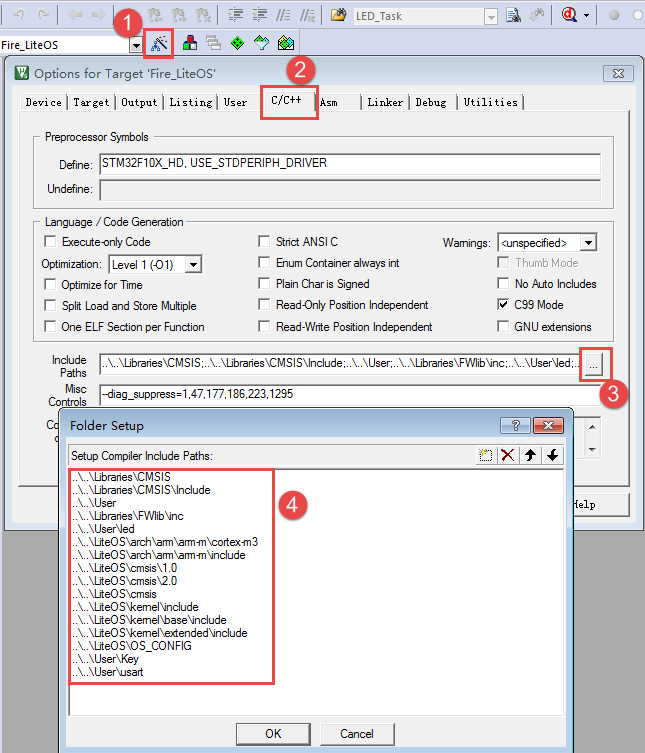 LED_Task
Fire_LiteOS
1
Options for Target 'Fire_LiteOS'
2
Device Target Output Listing User C/C++ Asm Linker Debug Utilities
Preprocessor Symbols
Define: STM32F10X_HD, USE_STDPERIPH_DRIVER
Undefine:
Language / Code Generation
Execute-only Code
Strict ANSI C
Warnings: <unspecified>
Optimization: Level 1 (-O1)
Enum Container always int
Thumb Mode
Optimize for Time
Plain Char is Signed
No Auto Includes
Split Load and Store Multiple
Read-Only Position Independent
C99 Mode
One ELF Section per Function
Read-Write Position Independent
GNU extensions
Include Paths
..\..\Libraries\CMSIS;..\..\Libraries\CMSIS\Include;..\..\User;..\..\Libraries\FWlib\inc;..\..\User\led;..
...
3
Misc Controls
--diag_suppress=1,47,177,186,223,1295
Folder Setup
Setup Compiler Include Paths:
..\..\Libraries\CMSIS
..\..\Libraries\CMSIS\Include
..\..\User
..\..\Libraries\FWlib\inc
..\..\User\led
..\..\LiteOS\arch\arm\arm-m\cortex-m3
..\..\LiteOS\arch\arm\arm-m\include
..\..\LiteOS\cmsis\1.0
..\..\LiteOS\cmsis\2.0
..\..\LiteOS\cmsis
..\..\LiteOS\kernel\include
..\..\LiteOS\kernel\base\include
..\..\LiteOS\kernel\extended\include
..\..\LiteOS\OS_CONFIG
..\..\User\Key
..\..\User\usart
4
Help
OK
Cancel